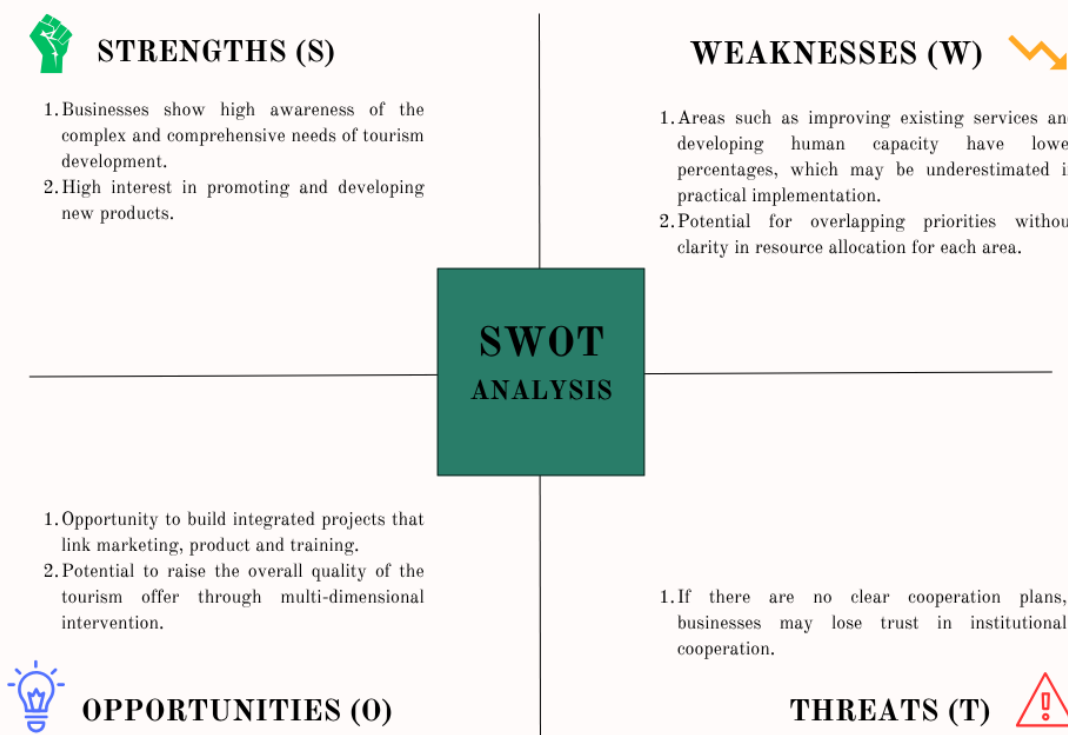 STRENGTHS (S)
1. Businesses show high awareness of the
complex and comprehensive needs of tourism
development.
2. High interest in promoting and developing
new products.
WEAKNESSES (W)
1. Areas such as improving existing services and
developing human capacity have lowe
percentages, which may be underestimated i
practical implementation.
2. Potential for overlapping priorities withou
clarity in resource allocation for each area.
SWOT
ANALYSIS
1. Opportunity to build integrated projects that
link marketing, product and training.
2. Potential to raise the overall quality of the
tourism offer through multi-dimensional
intervention.
OPPORTUNITIES (O)
1. If there are no clear cooperation plans,
businesses may lose trust in institutional
cooperation.
THREATS (T)